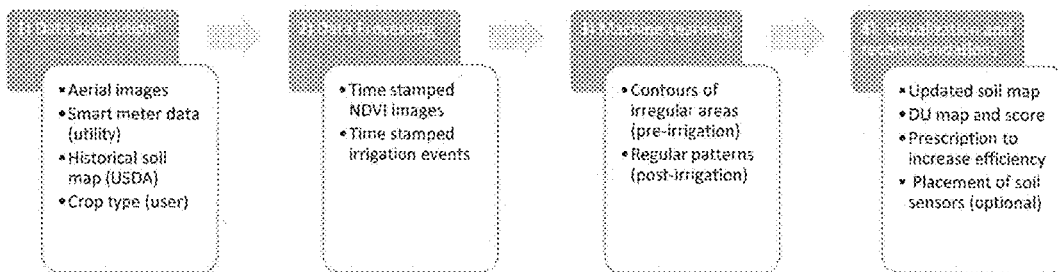 • Aerial images
• Smart meter data
(utility)
• Historical soil
map (USDA)
• Crop type (user)
• Time stamped
NDVI images
• Time stamped
irrigation events
• Contours of
irregular areas
(pre-irrigation)
• Regular patterns
(post-irrigation)
• Updated soil map
• DU map and score
• Prescription to
increase efficiency
• Placement of soil
sensors (optional)